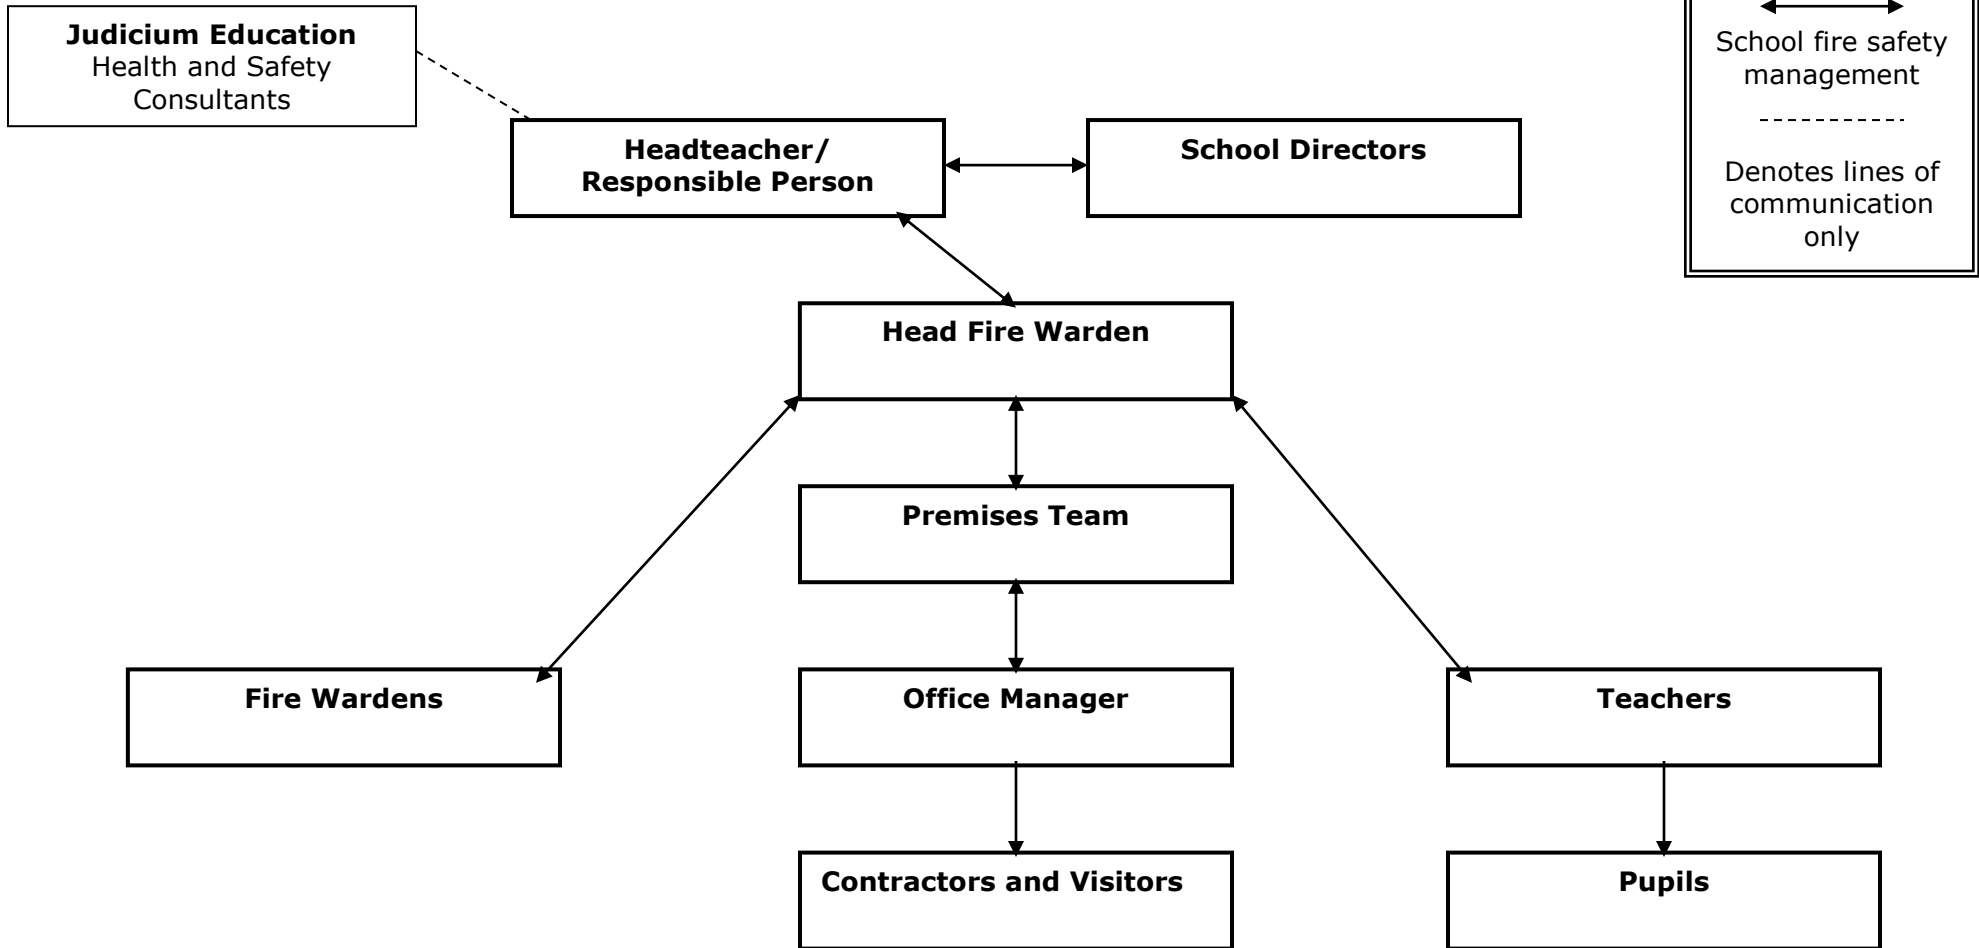 Judicium Education
Health and Safety
Consultants
School fire safety
management
Denotes lines of
communication
only
Headteacher/
Responsible Person
School Directors
Head Fire Warden
Premises Team
Fire Wardens
Office Manager
Teachers
Contractors and Visitors
Pupils